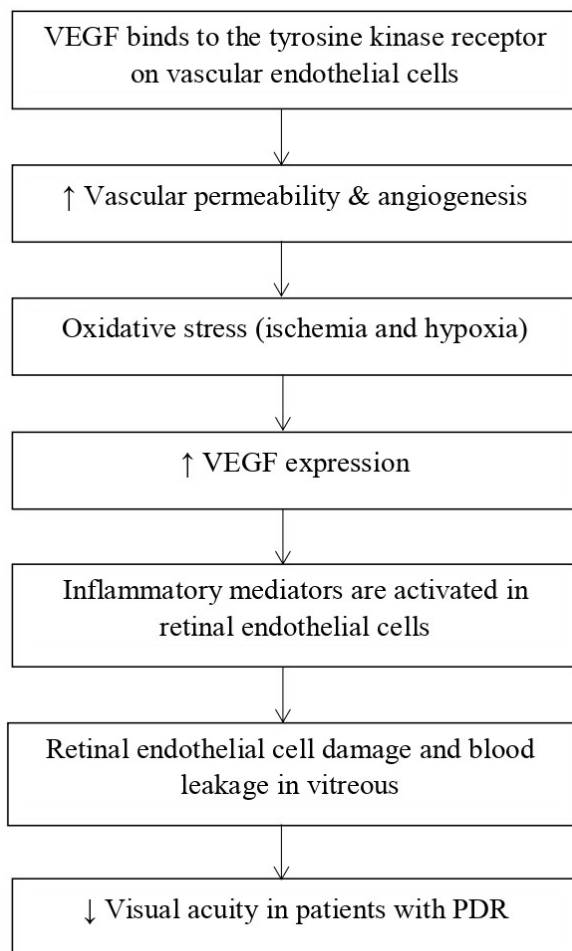 VEGF binds to the tyrosine kinase receptor
on vascular endothelial cells
↑ Vascular permeability & angiogenesis
Oxidative stress (ischemia and hypoxia)
↑ VEGF expression
Inflammatory mediators are activated in
retinal endothelial cells
Retinal endothelial cell damage and blood
leakage in vitreous
↓ Visual acuity in patients with PDR